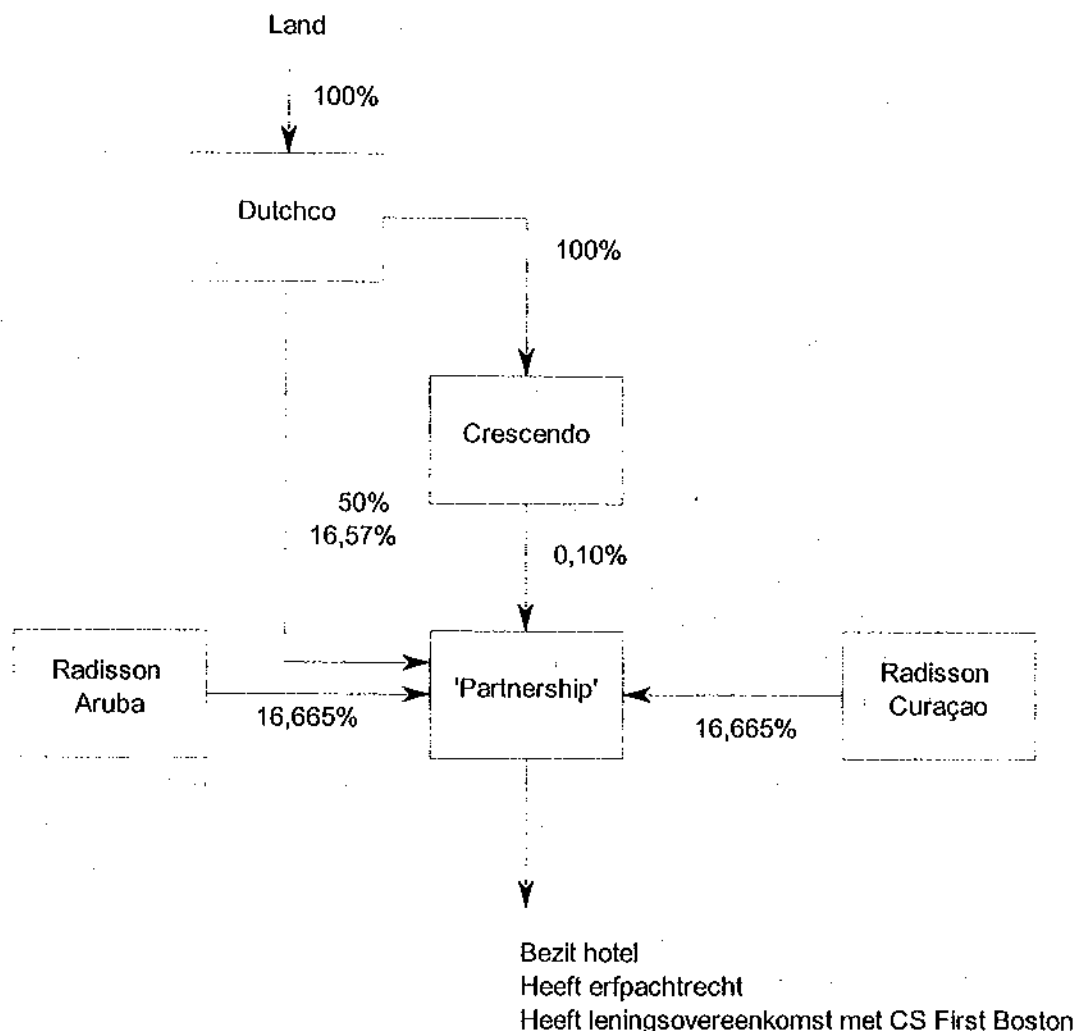 Land
100%
Dutchco
100%
Crescendo
50%
16,57%
0,10%
Radisson
Aruba
16,665%
'Partnership'
16,665%
Radisson
Curaçao
Bezit hotel
Heeft erfpachtrecht
Heeft leningsovereenkomst met CS First Boston